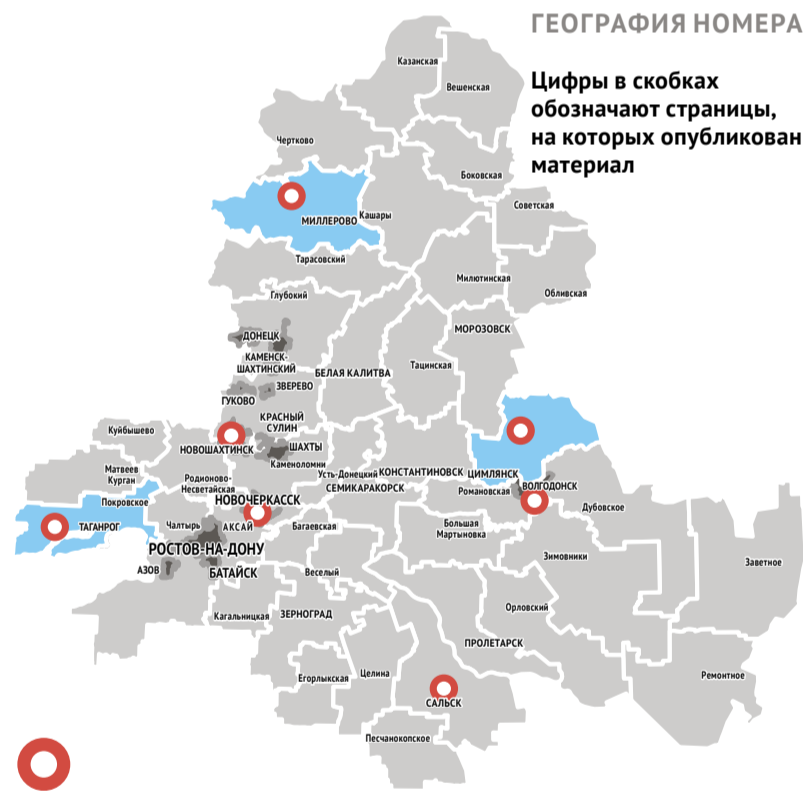 ГЕОГРАФИЯ НОМЕРА
Цифры в скобках
обозначают страницы,
на которых опубликован
материал
Казанская
Вешенская
Чертково
Боковская
Советская
МИЛЛЕРОВО
Кашары
Тарасовский
Милютинская
Обливская
Глубокий
МОРОЗОВСК
ДОНЕЦК
КАМЕНСК-
ШАХТИНСКИЙ
БЕЛАЯ КАЛИТВА
Тацинская
ЗВЕРЕВО
ГУКОВО
КРАСНЫЙ
СУЛИН
Куйбышево
НОВОШАХТИНСК
ШАХТЫ
Каменоломни
Матвеев
Курган
Родионово-
Несветайская
Усть-Донецкий
КОНСТАНТИНОВСК
ЦИМЛЯНСК
СЕМИКАРАКОРСК
Романовская
ВОЛГОДОНСК
Покровское
НОВОЧЕРКАССК
Дубовское
ТАГАНРОГ
Чалтырь
АКСАЙ
Багаевская
Большая
Мартыновка
РОСТОВ-НА-ДОНУ
Зимовники
Заветное
АЗОВ
БАТАЙСК
Веселый
Кагальницкая
ЗЕРНОГРАД
Орловский
ПРОЛЕТАРСК
Егорлыкская
Целина
Ремонтное
САЛЬСК
Песчанокопское